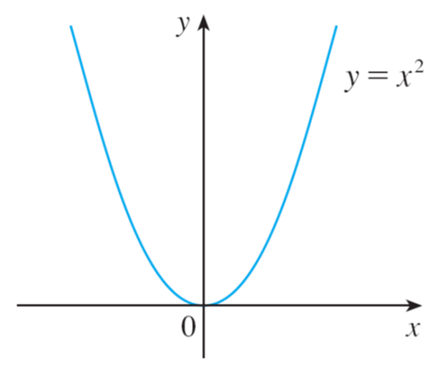 y
y = x²
0
x